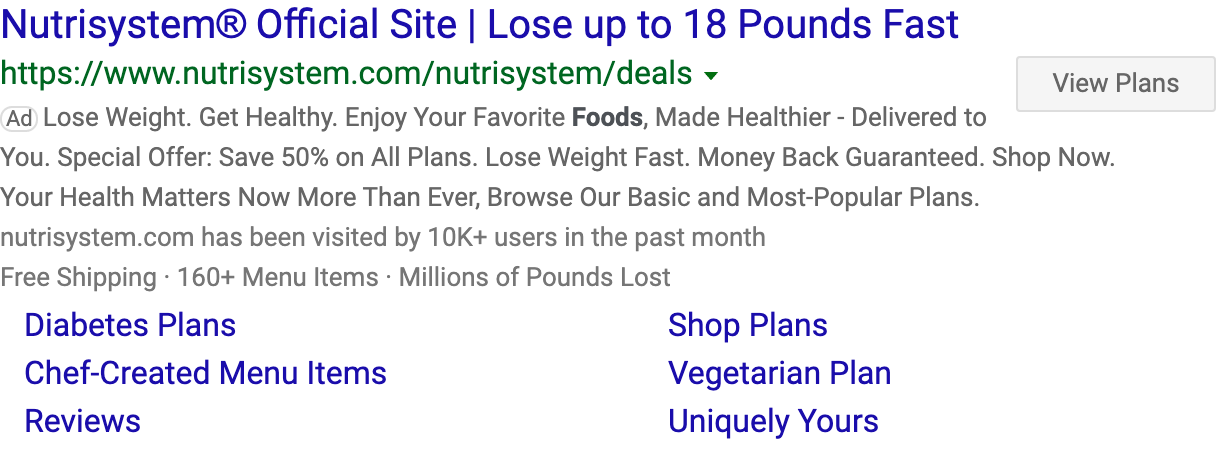 Nutrisystem® Official Site | Lose up to 18 Pounds Fast
https://www.nutrisystem.com/nutrisystem/deals
View Plans
Ad Lose Weight. Get Healthy. Enjoy Your Favorite Foods, Made Healthier - Delivered to
You. Special Offer: Save 50% on All Plans. Lose Weight Fast. Money Back Guaranteed. Shop Now.
Your Health Matters Now More Than Ever, Browse Our Basic and Most-Popular Plans.
nutrisystem.com has been visited by 10K+ users in the past month
Free Shipping · 160+ Menu Items · Millions of Pounds Lost
Diabetes Plans
Shop Plans
Chef-Created Menu Items
Vegetarian Plan
Reviews
Uniquely Yours